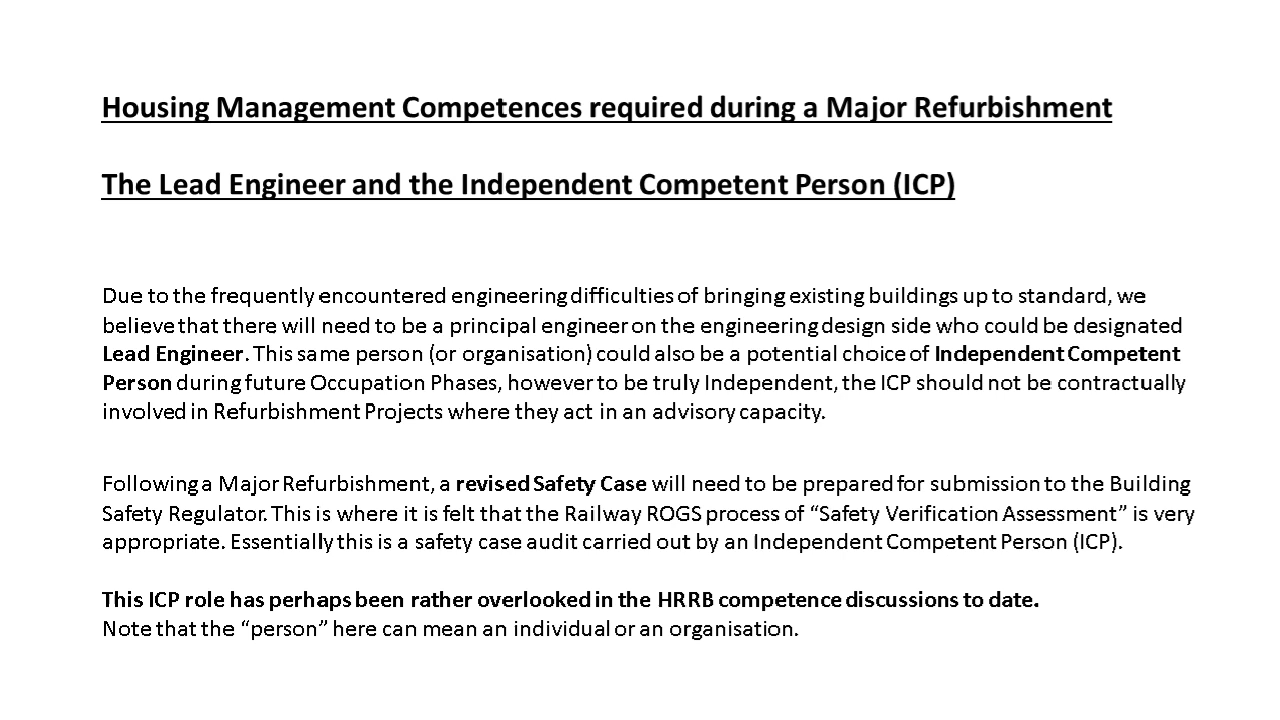 Housing Management Competences required during a Major Refurbishment
The Lead Engineer and the Independent Competent Person (ICP)
Due to the frequently encountered engineering difficulties of bringing existing buildings up to standard, we
believe that there will need to be a principal engineer on the engineering design side who could be designated
Lead Engineer. This same person (or organisation) could also be a potential choice of Independent Competent
Person during future Occupation Phases, however to be truly Independent, the ICP should not be contractually
involved in Refurbishment Projects where they act in an advisory capacity.
Following a Major Refurbishment, a revised Safety Case will need to be prepared for submission to the Building
Safety Regulator. This is where it is felt that the Railway ROGS process of “Safety Verification Assessment” is very
appropriate. Essentially this is a safety case audit carried out by an Independent Competent Person (ICP).
This ICP role has perhaps been rather overlooked in the HRRB competence discussions to date.
Note that the “person” here can mean an individual or an organisation.